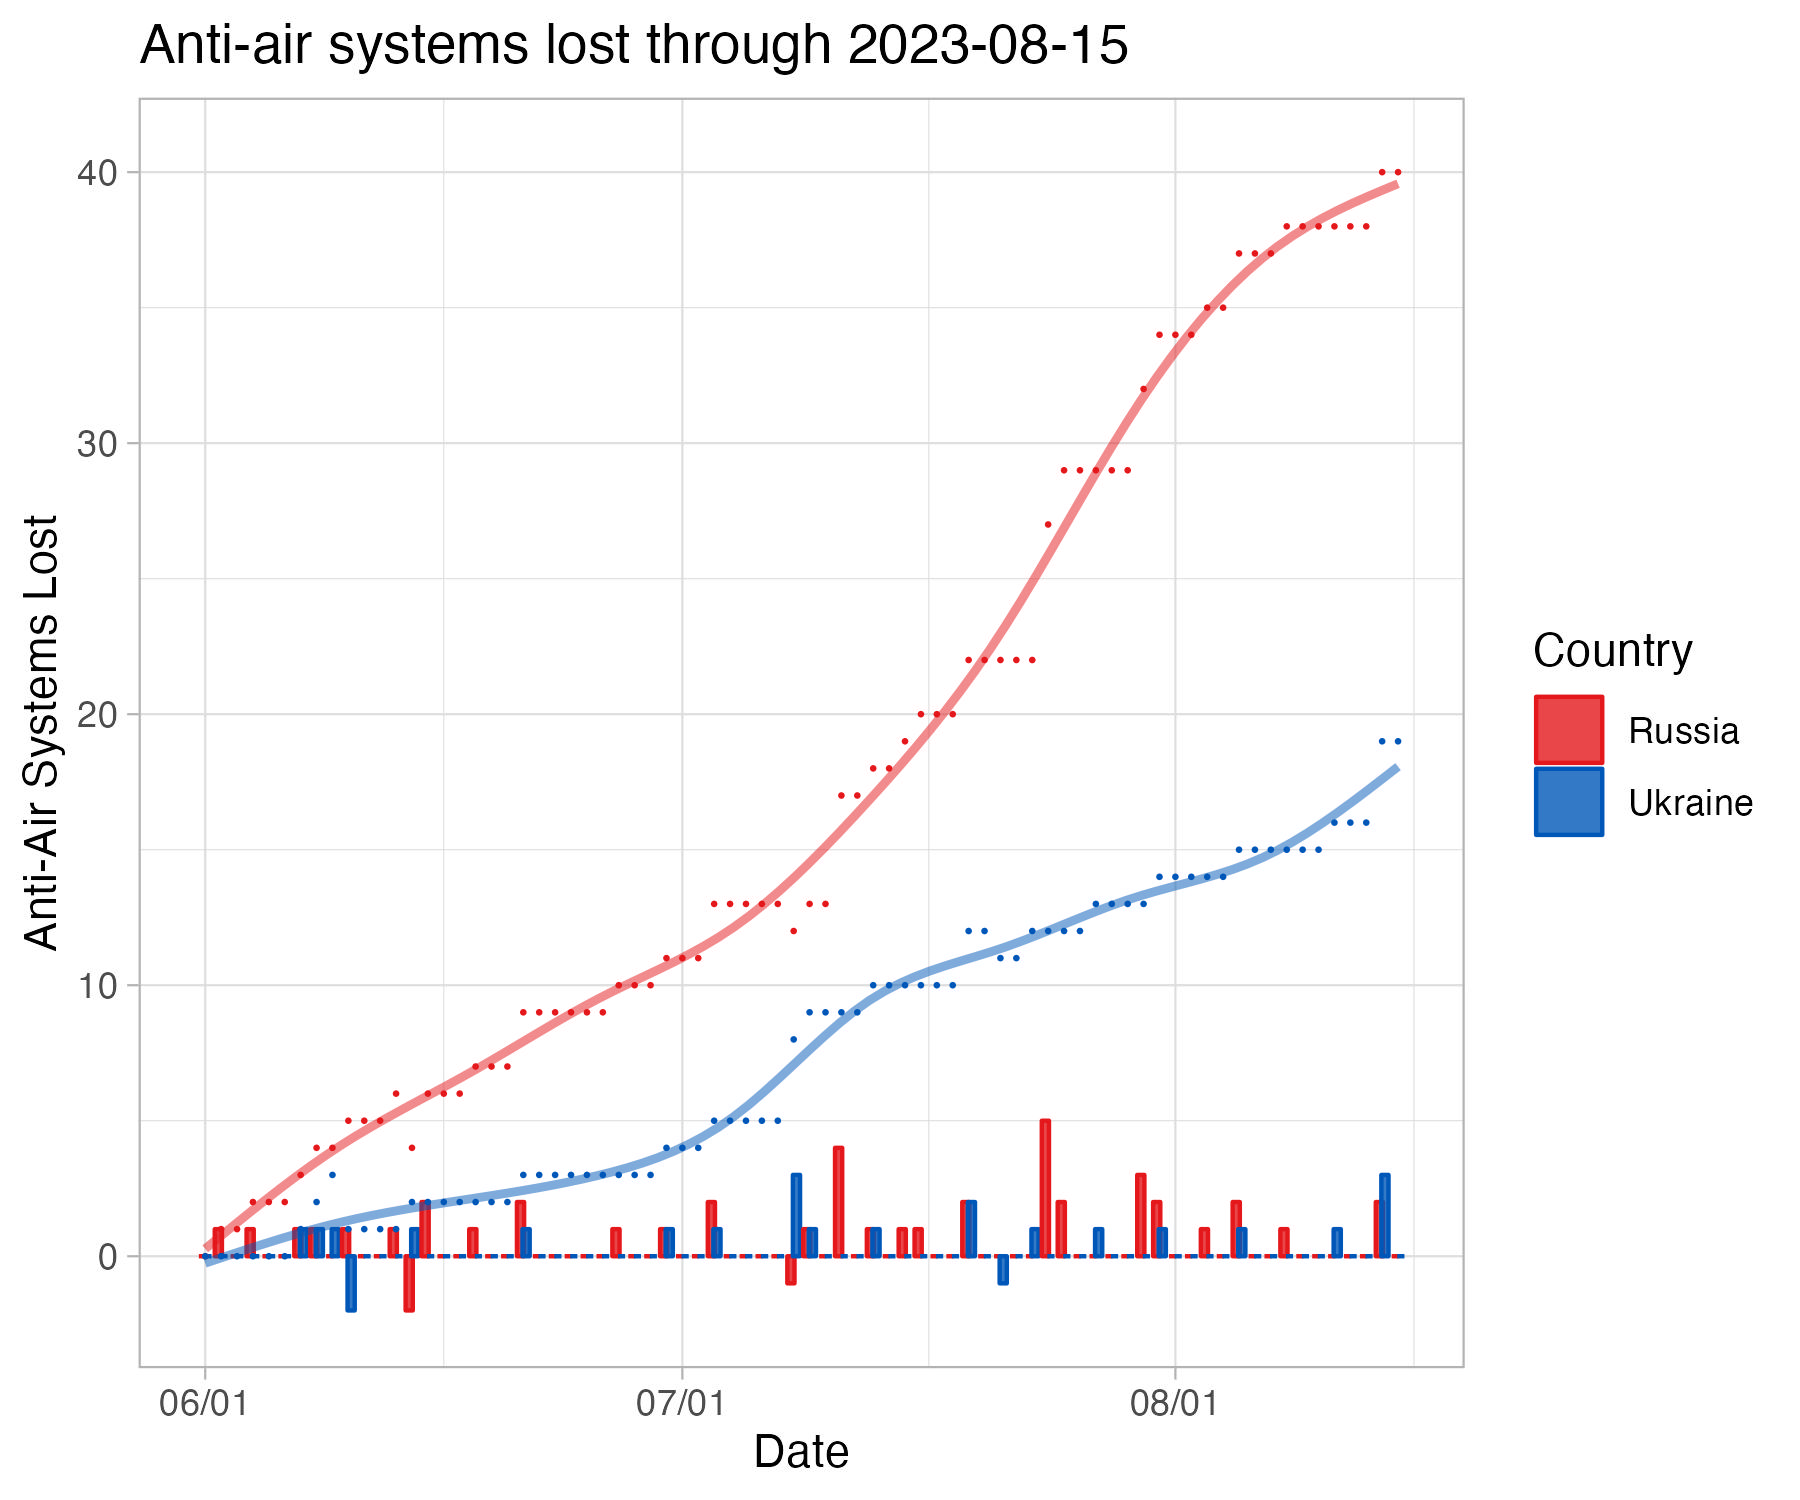 Anti-air systems lost through 2023-08-15
Anti-Air Systems Lost
40
30
20
10
0
06/01
07/01
08/01
Date
Country
Russia
Ukraine